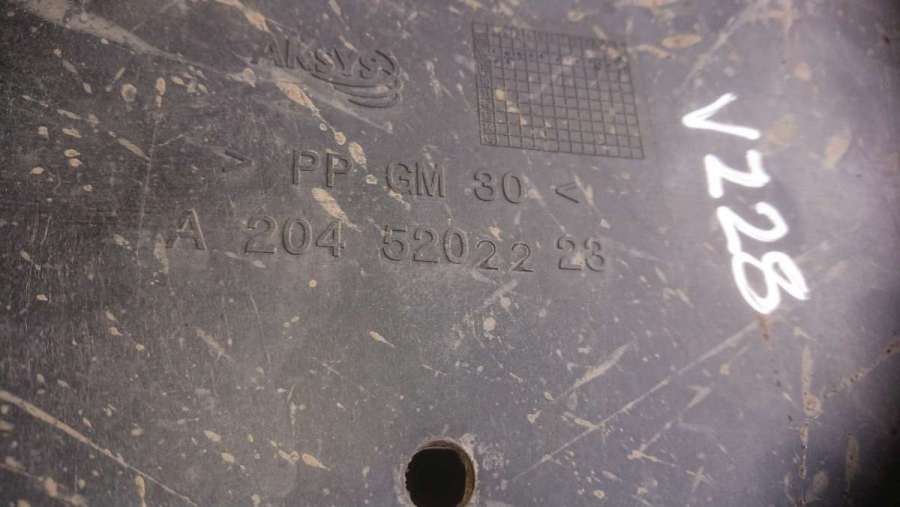 AKSYS
> PP GM 30 <
A 204 520 22 23
V228